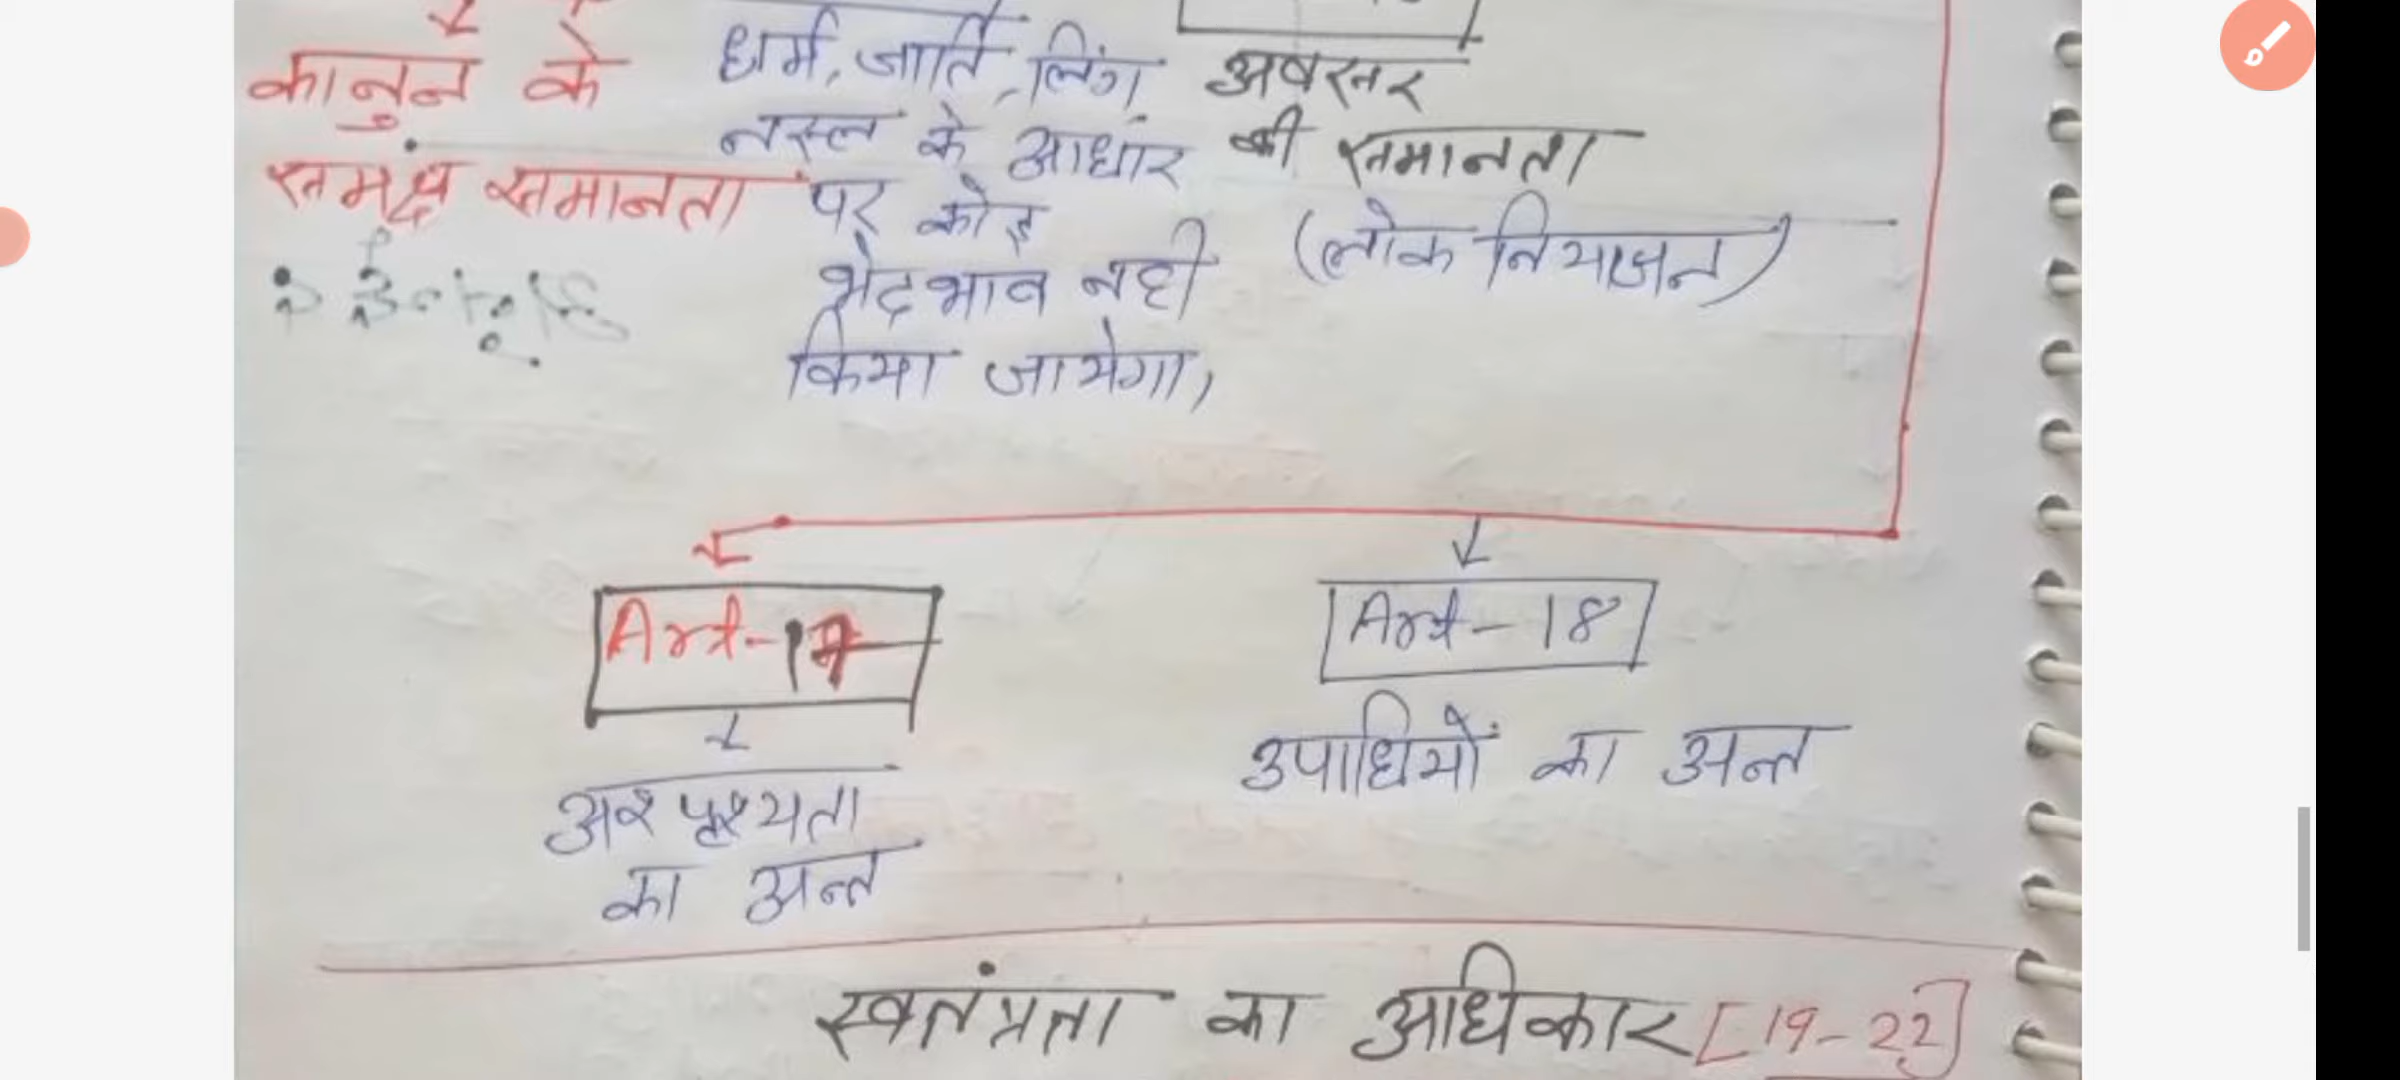 कानुन के
समक्ष समानता
धर्म, जाति, लिंग,
नस्ल के आधार
पर कोइ
भेदभाव नही
किया जायेगा,
अवसर
की समानता
(लोक नियाजन)
Art-17
अस्पृश्यता
का अन्त
Art-18
उपाधियों का अन्त
स्वतंत्रता का अधिकार [19-22]